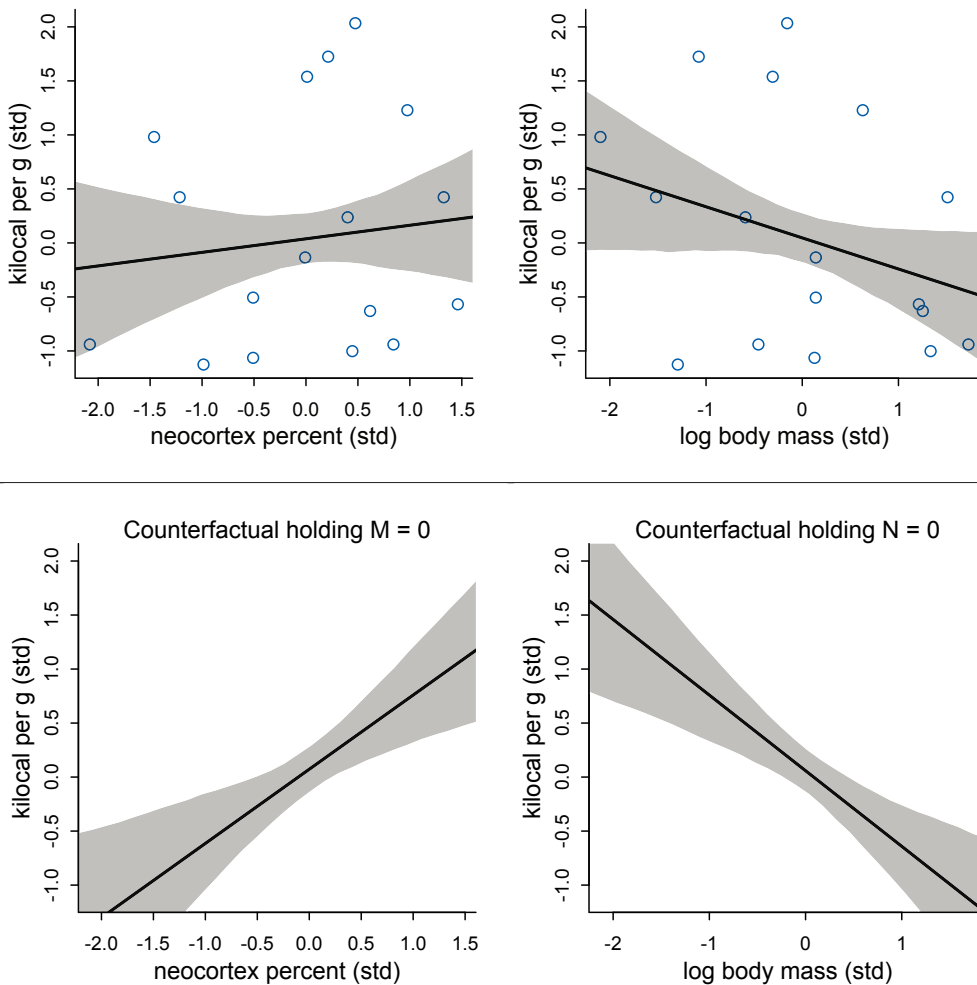 kilocal per g (std)
2.0
1.5
1.0
0.5
0.0
-0.5
-1.0
-2.0 -1.5 -1.0 -0.5 0.0 0.5 1.0 1.5
neocortex percent (std)
kilocal per g (std)
2.0
1.5
1.0
0.5
0.0
-0.5
-1.0
-2 -1 0 1
log body mass (std)
Counterfactual holding M = 0
kilocal per g (std)
2.0
1.5
1.0
0.5
0.0
-0.5
-1.0
-2.0 -1.5 -1.0 -0.5 0.0 0.5 1.0 1.5
neocortex percent (std)
Counterfactual holding N = 0
kilocal per g (std)
2.0
1.5
1.0
0.5
0.0
-0.5
-1.0
-2 -1 0 1
log body mass (std)